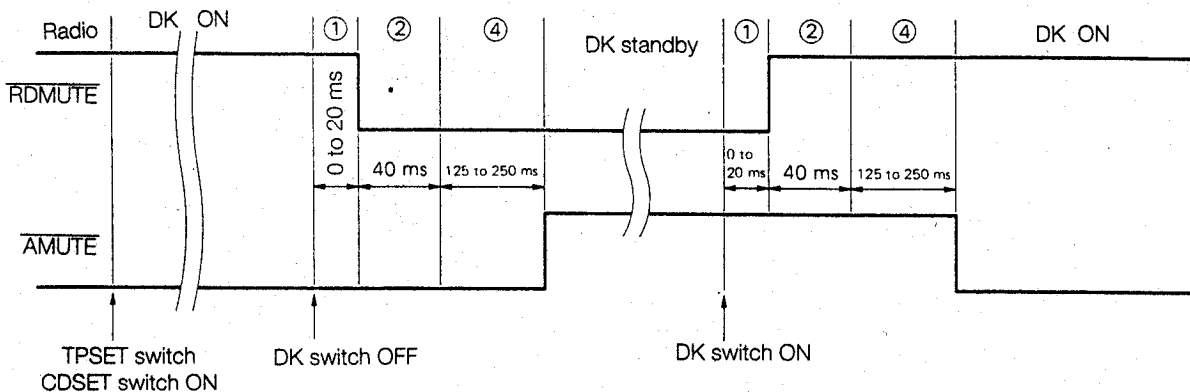 Radio
DK ON
①
②
④
DK standby
①
②
④
DK ON
RDMUTE
0 to 20 ms
40 ms
125 to 250 ms
0 to
20 ms
40 ms
125 to 250 ms
AMUTE
TPSET switch
CDSET switch ON
DK switch OFF
DK switch ON